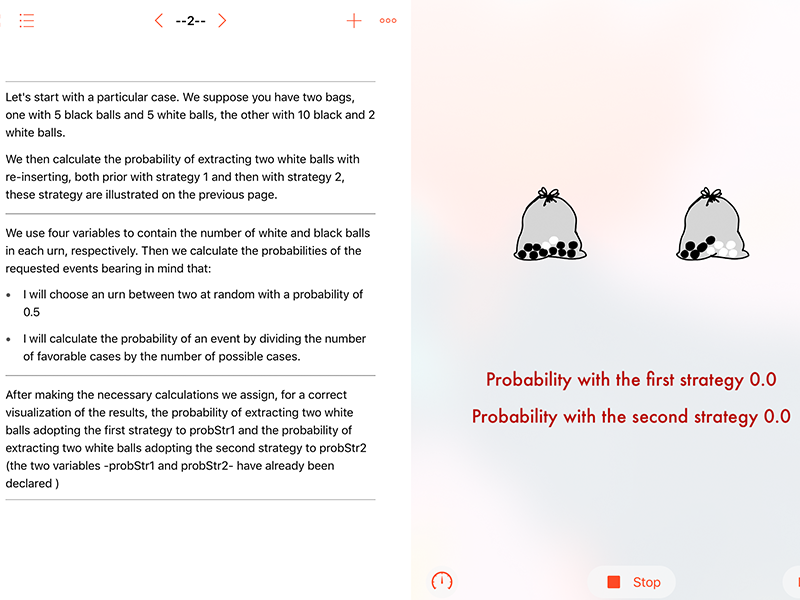 --2--
Let's start with a particular case. We suppose you have two bags,
one with 5 black balls and 5 white balls, the other with 10 black and 2
white balls.
We then calculate the probability of extracting two white balls with
re-inserting, both prior with strategy 1 and then with strategy 2,
these strategy are illustrated on the previous page.
We use four variables to contain the number of white and black balls
in each urn, respectively. Then we calculate the probabilities of the
requested events bearing in mind that:
• I will choose an urn between two at random with a probability of
0.5
• I will calculate the probability of an event by dividing the number
of favorable cases by the number of possible cases.
After making the necessary calculations we assign, for a correct
visualization of the results, the probability of extracting two white
balls adopting the first strategy to probStr1 and the probability of
extracting two white balls adopting the second strategy to probStr2
(the two variables -probStr1 and probStr2- have already been
declared )
Probability with the first strategy 0.0
Probability with the second strategy 0.0
Stop